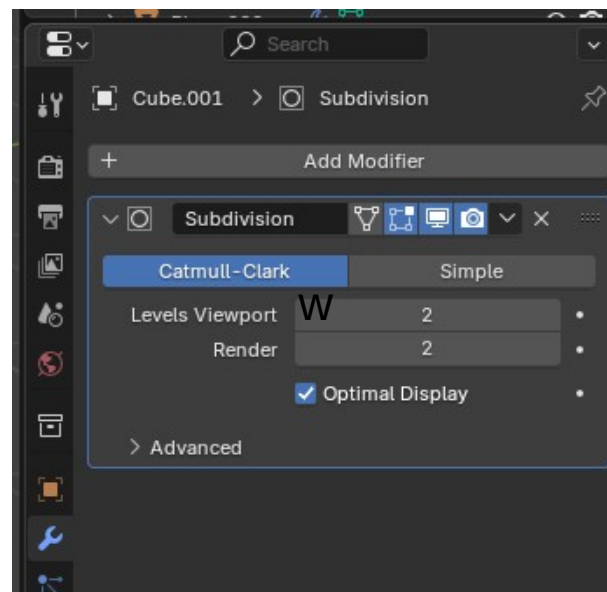 Search
Cube.001 > Subdivision
+ Add Modifier
Subdivision
Catmull-Clark Simple
Levels Viewport W 2
Render 2
Optimal Display
> Advanced